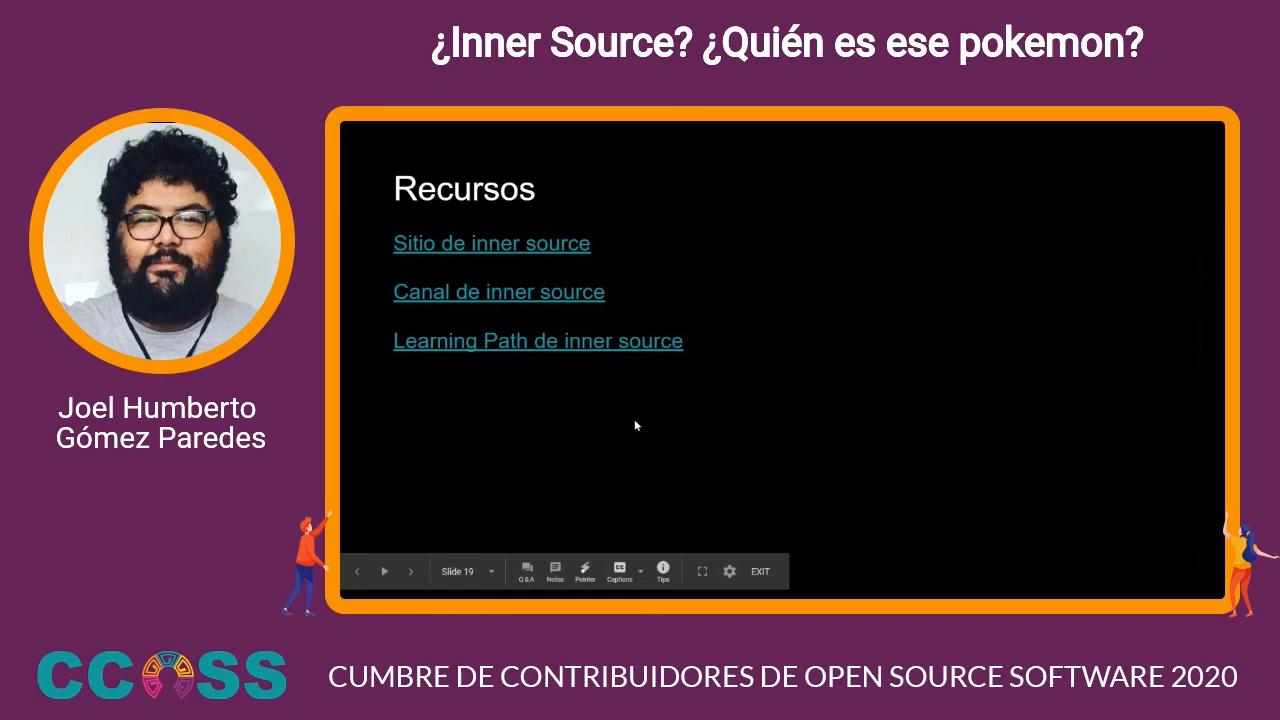 ¿Inner Source? ¿Quién es ese pokemon?
Recursos
Sitio de inner source
Canal de inner source
Learning Path de inner source
Joel Humberto
Gómez Paredes
Slide 19
Q&A
Notes
Pointer
Captions
Tips
EXIT
CCOSS
CUMBRE DE CONTRIBUIDORES DE OPEN SOURCE SOFTWARE 2020